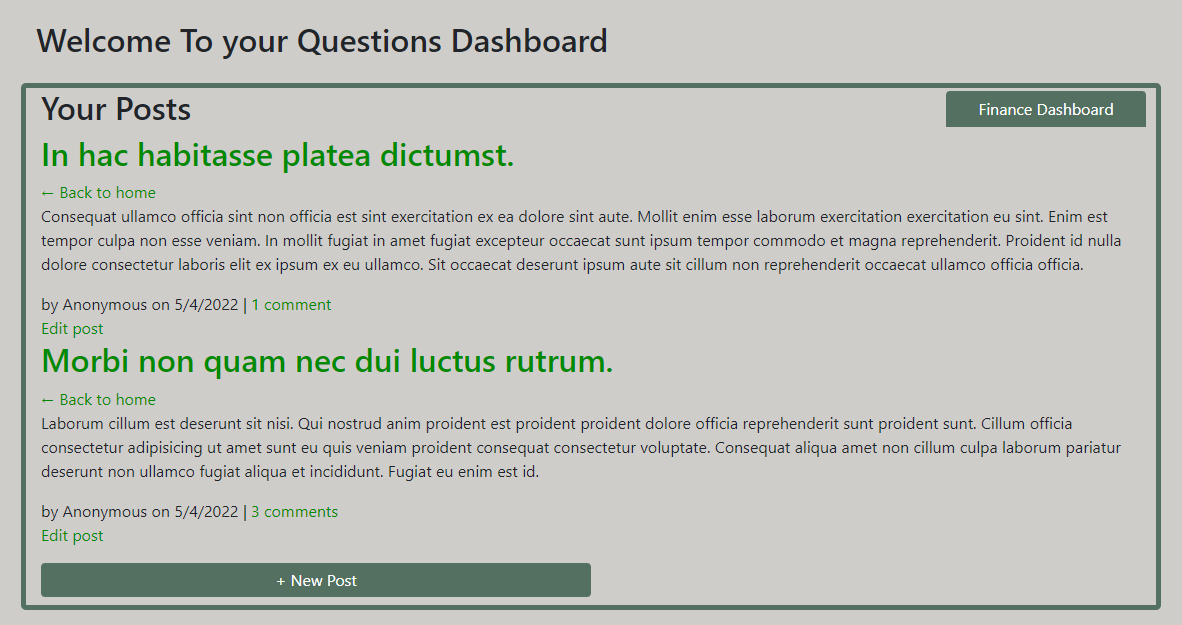 Welcome To your Questions Dashboard
Your Posts
Finance Dashboard
In hac habitasse platea dictumst.
← Back to home
Consequat ullamco officia sint non officia est sint exercitation ex ea dolore sint aute. Mollit enim esse laborum exercitation exercitation eu sint. Enim est
tempor culpa non esse veniam. In mollit fugiat in amet fugiat excepteur occaecat sunt ipsum tempor commodo et magna reprehenderit. Proident id nulla
dolore consectetur laboris elit ex ipsum ex eu ullamco. Sit occaecat deserunt ipsum aute sit cillum non reprehenderit occaecat ullamco officia officia.
by Anonymous on 5/4/2022 | 1 comment
Edit post
Morbi non quam nec dui luctus rutrum.
← Back to home
Laborum cillum est deserunt sit nisi. Qui nostrud anim proident est proident proident dolore officia reprehenderit sunt proident sunt. Cillum officia
consectetur adipisicing ut amet sunt eu quis veniam proident consequat consectetur voluptate. Consequat aliqua amet non cillum culpa laborum pariatur
deserunt non ullamco fugiat aliqua et incididunt. Fugiat eu enim est id.
by Anonymous on 5/4/2022 | 3 comments
Edit post
+ New Post